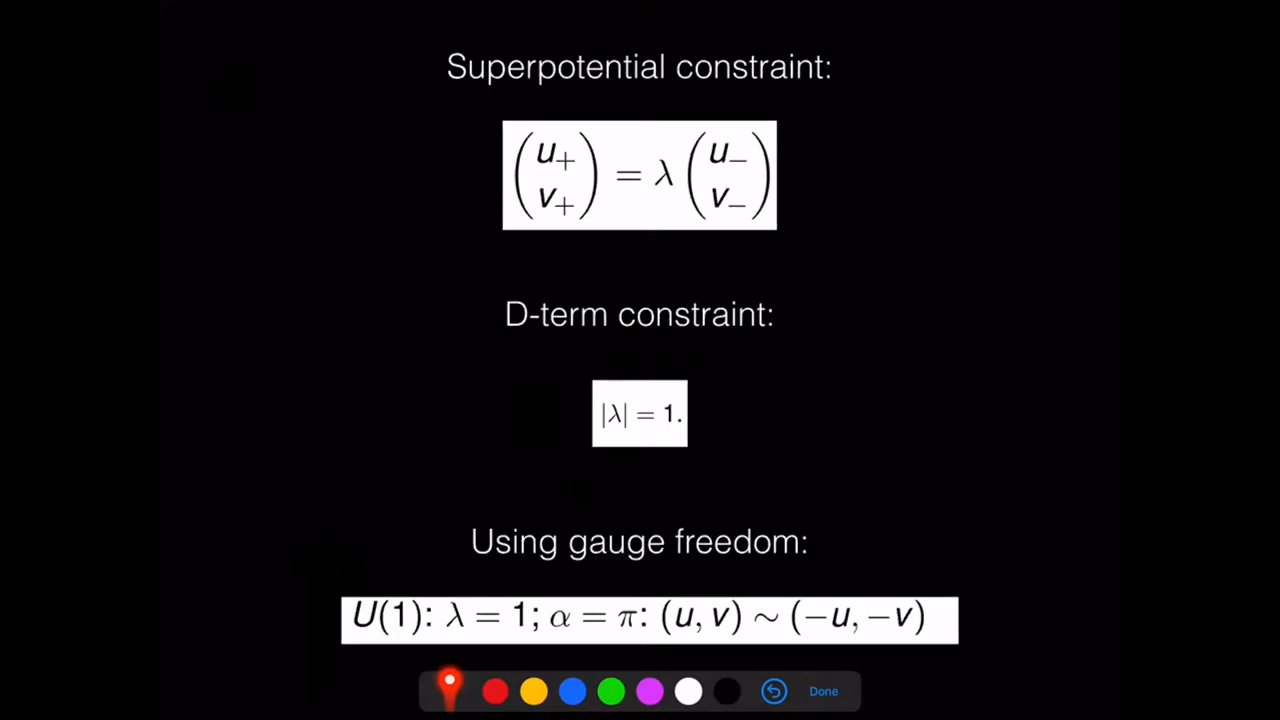 Superpotential constraint:
(u₊ v₊) = λ (u₋ v₋)
D-term constraint:
|λ| = 1.
Using gauge freedom:
U(1): λ = 1; α = π: (u, v) ∼ (−u, −v)
Done